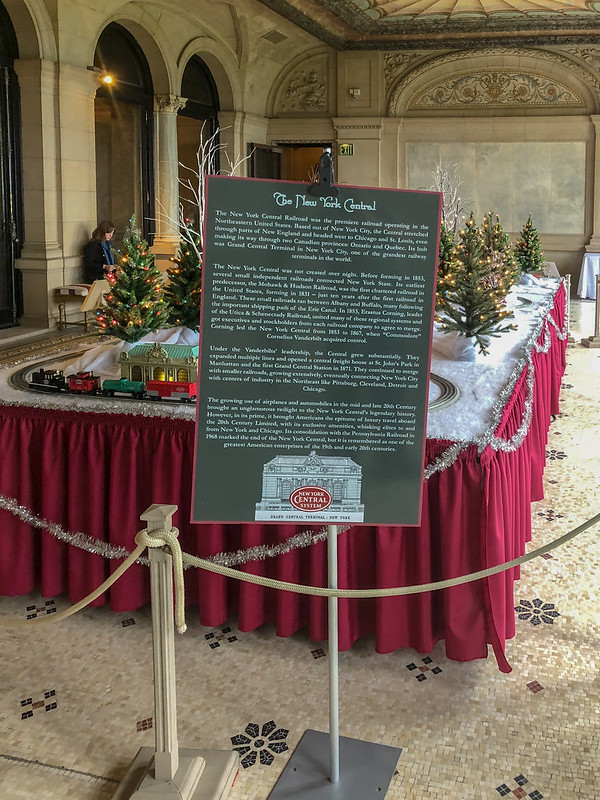 The New York Central
The New York Central Railroad was the premiere railroad operating in the
Northeastern United States. Based out of New York City, the Central stretched
through parts of New England and headed west to Chicago and St. Louis, even
making its way through two Canadian provinces: Ontario and Quebec. Its hub
was Grand Central Terminal in New York City, one of the grandest railway
terminals in the world.
The New York Central was not created over night. Before forming in 1853,
several small independent railroads connected New York State. Its earliest
predecessor, the Mohawk & Hudson Railroad, was the first chartered railroad in
the United States, forming in 1831 – just ten years after the first railroad in
England. These small railroads ran between Albany and Buffalo, many following
the important shipping path of the Erie Canal. In 1853, Erastus Corning, leader
of the Utica & Schenectady Railroad, united many of these regional systems and
got executives and stockholders from each railroad company to agree to merge.
Corning led the New York Central from 1853 to 1867, when "Commodore"
Cornelius Vanderbilt acquired control.
Under the Vanderbilts' leadership, the Central grew substantially. They
expanded multiple lines and opened a coastal freight house at St. John's Park in
Manhattan and the first Grand Central Station in 1871. They continued to merge
with smaller railroads, growing extensively, eventually connecting New York City
with centers of industry in the Northeast like Pittsburg, Cleveland, Detroit and
Chicago.
The growing use of airplanes and automobiles in the mid and late 20th Century
brought an unglamorous twilight to the New York Central's legendary history.
However, in its prime, it brought Americans the epitome of luxury travel aboard
the 20th Century Limited, with its exclusive amenities, whisking elites to and
from New York and Chicago. Its consolidation with the Pennsylvania Railroad in
1968 marked the end of the New York Central, but it is remembered as one of the
greatest American enterprises of the 19th and early 20th centuries.
NEW YORK
CENTRAL
SYSTEM
GRAND CENTRAL TERMINAL - NEW YORK
EXIT